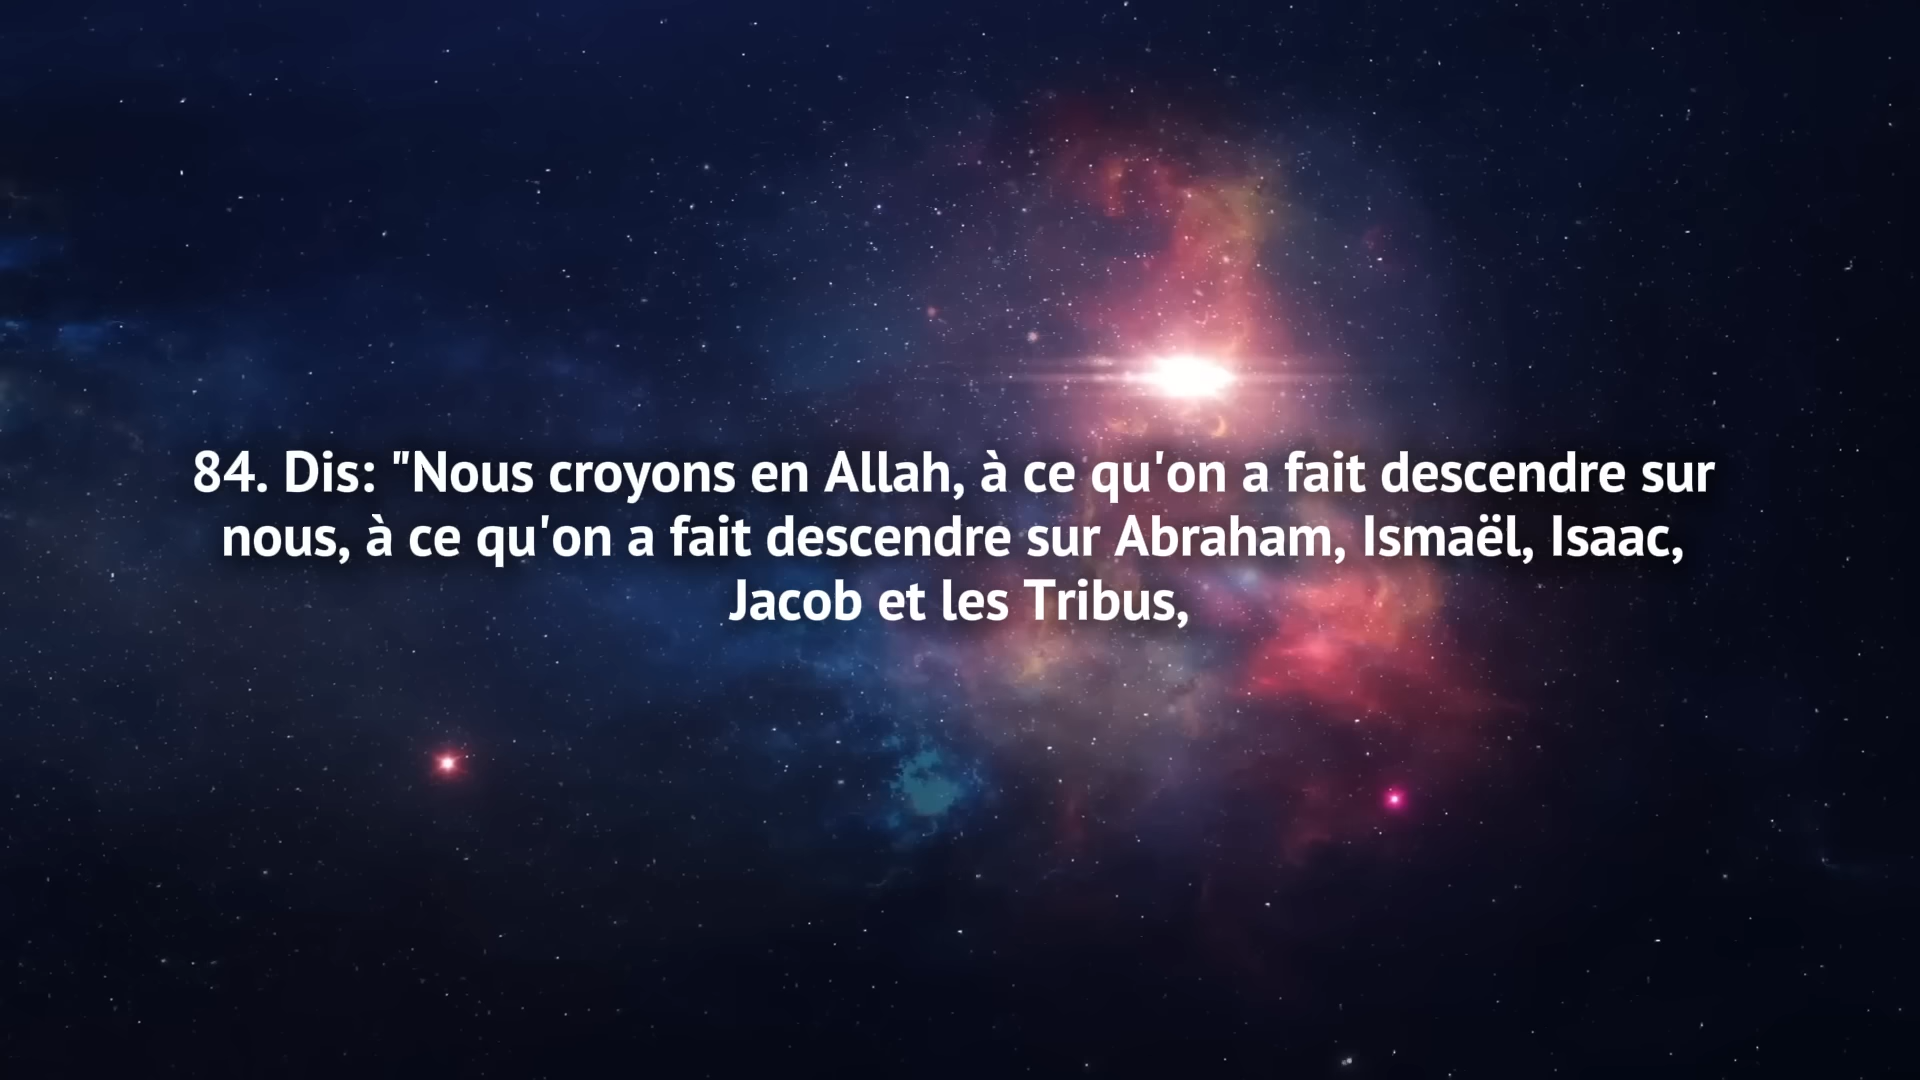 84. Dis: "Nous croyons en Allah, à ce qu'on a fait descendre sur
nous, à ce qu'on a fait descendre sur Abraham, Ismaël, Isaac,
Jacob et les Tribus,